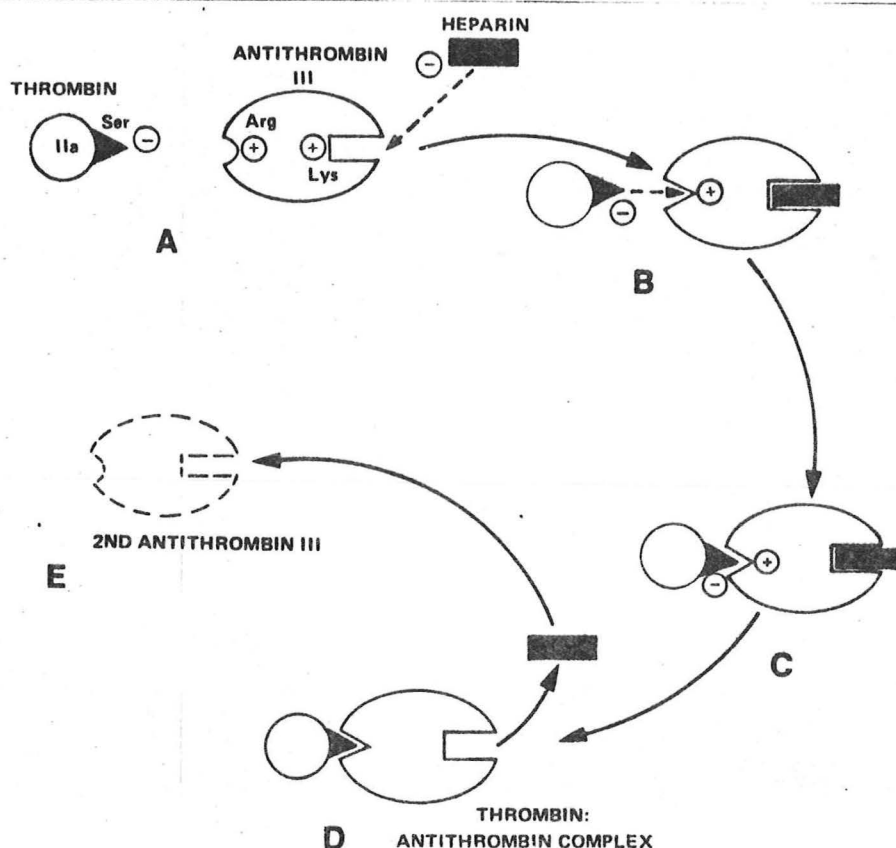 HEPARIN
ANTITHROMBIN
III
⊖
THROMBIN
Ser
IIa
⊖
Arg
⊕
⊕
Lys
A
⊖
⊕
B
2ND ANTITHROMBIN III
E
⊖
⊕
C
D
THROMBIN:
ANTITHROMBIN COMPLEX